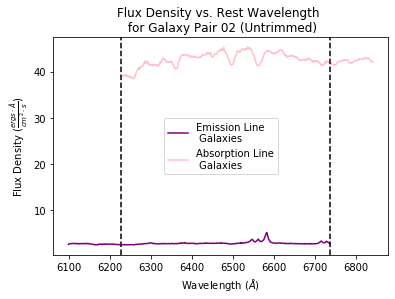 Flux Density vs. Rest Wavelength
for Galaxy Pair 02 (Untrimmed)
Flux Density (ergs · Å / cm² · s)
40
30
20
10
Emission Line
Galaxies
Absorption Line
Galaxies
6100 6200 6300 6400 6500 6600 6700 6800
Wavelength (Å)